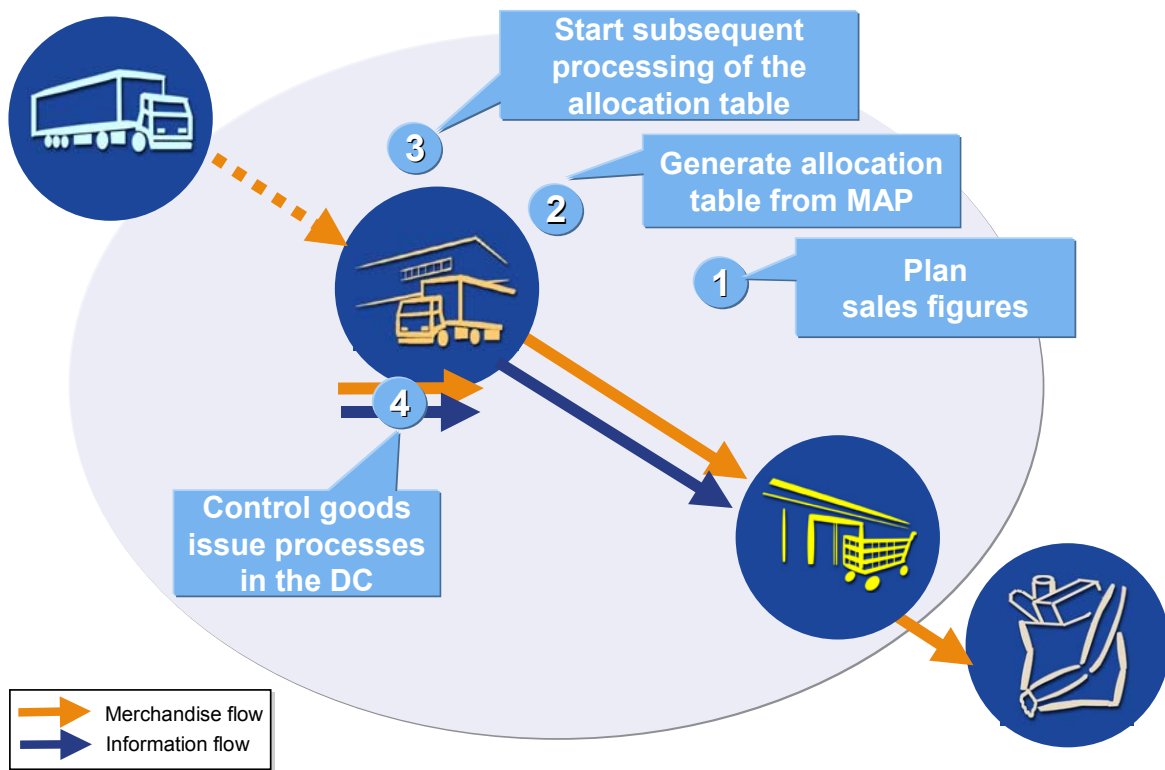 Start subsequent
processing of the
allocation table
3
Generate allocation
table from MAP
2
Plan
sales figures
1
4
Control goods
issue processes
in the DC
Merchandise flow
Information flow